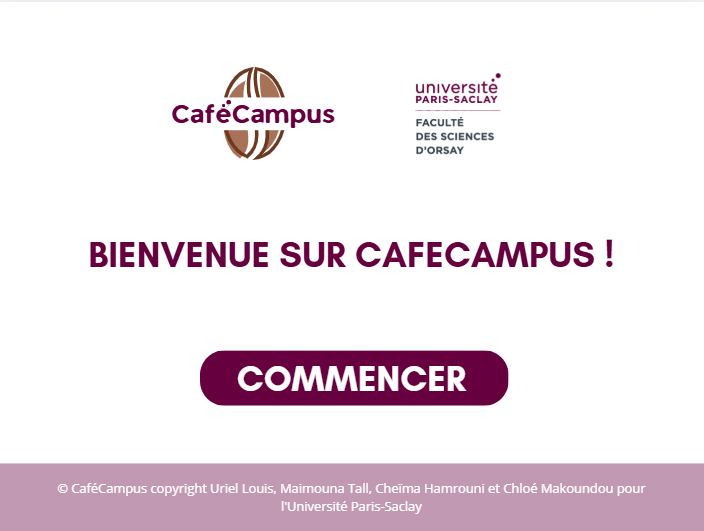 CaféCampus
université
PARIS-SACLAY
FACULTÉ
DES SCIENCES
D'ORSAY
BIENVENUE SUR CAFECAMPUS !
COMMENCER
© CaféCampus copyright Uriel Louis, Maimouna Tall, Cheïma Hamrouni et Chloé Makoundou pour
l'Université Paris-Saclay